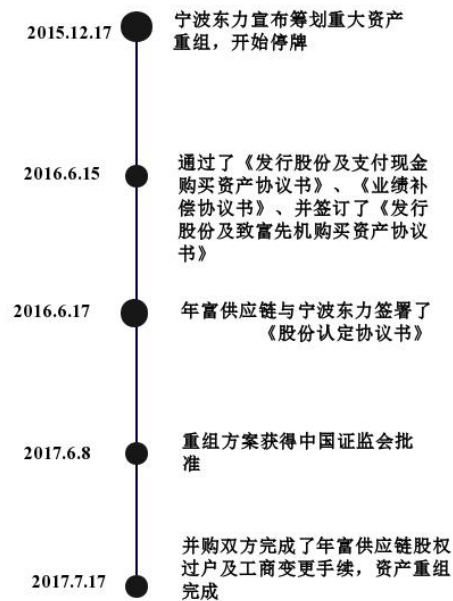 2015.12.17
宁波东力宣布筹划重大资产
重组，开始停牌
2016.6.15
通过了《发行股份及支付现金
购买资产协议书》、《业绩补
偿协议书》、并签订了《发行
股份及致富先机购买资产协议
书》
2016.6.17
年富供应链与宁波东力签署了
《股份认定协议书》
2017.6.8
重组方案获得中国证监会批
准
2017.7.17
并购双方完成了年富供应链股权
过户及工商变更手续，资产重组
完成